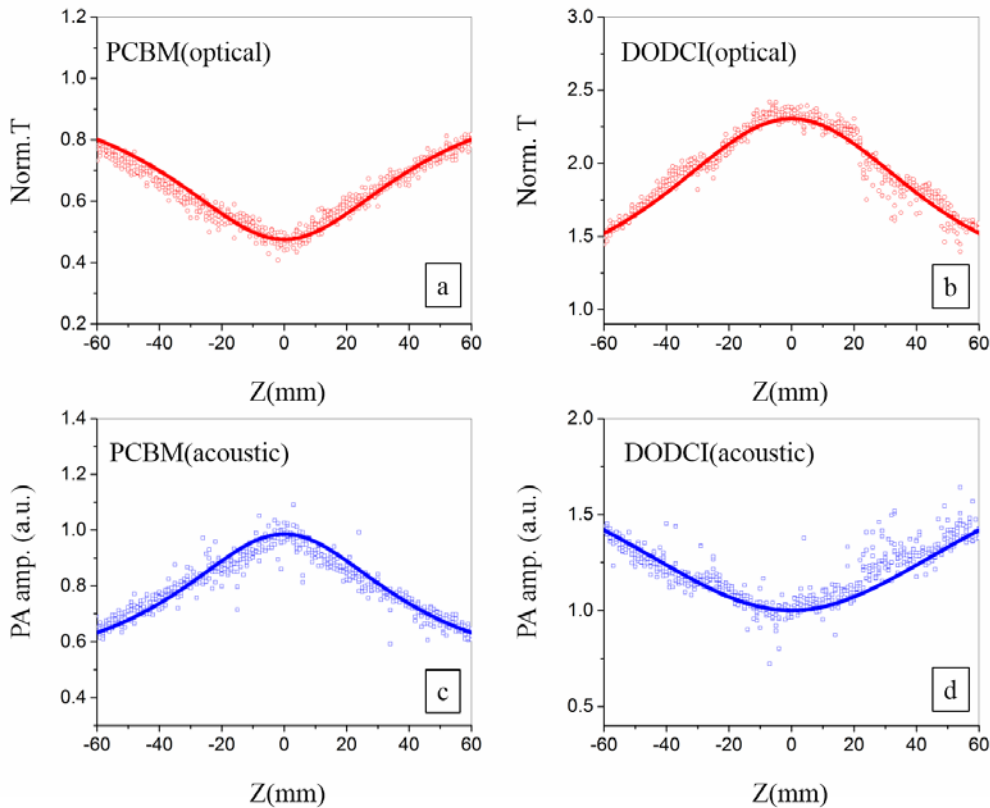 1.2
PCBM(optical)
1.0
0.8
0.6
0.4
0.2
Norm.T
a
-60 -40 -20 0 20 40 60
Z(mm)
3.0
DODCI(optical)
2.5
2.0
1.5
1.0
Norm. T
b
-60 -40 -20 0 20 40 60
Z(mm)
1.4
PCBM(acoustic)
1.2
1.0
0.8
0.6
0.4
PA amp. (a.u.)
c
-60 -40 -20 0 20 40 60
Z(mm)
2.0
DODCI(acoustic)
1.5
1.0
0.5
PA amp. (a.u.)
d
-60 -40 -20 0 20 40 60
Z(mm)